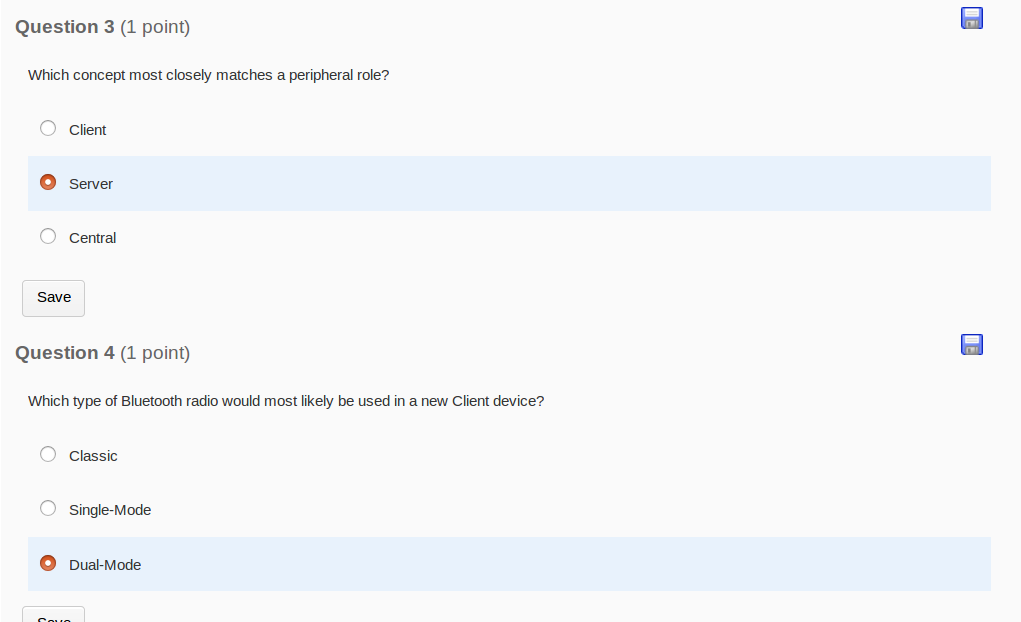 Question 3 (1 point)
Which concept most closely matches a peripheral role?
Client
Server
Central
Save
Question 4 (1 point)
Which type of Bluetooth radio would most likely be used in a new Client device?
Classic
Single-Mode
Dual-Mode
Save